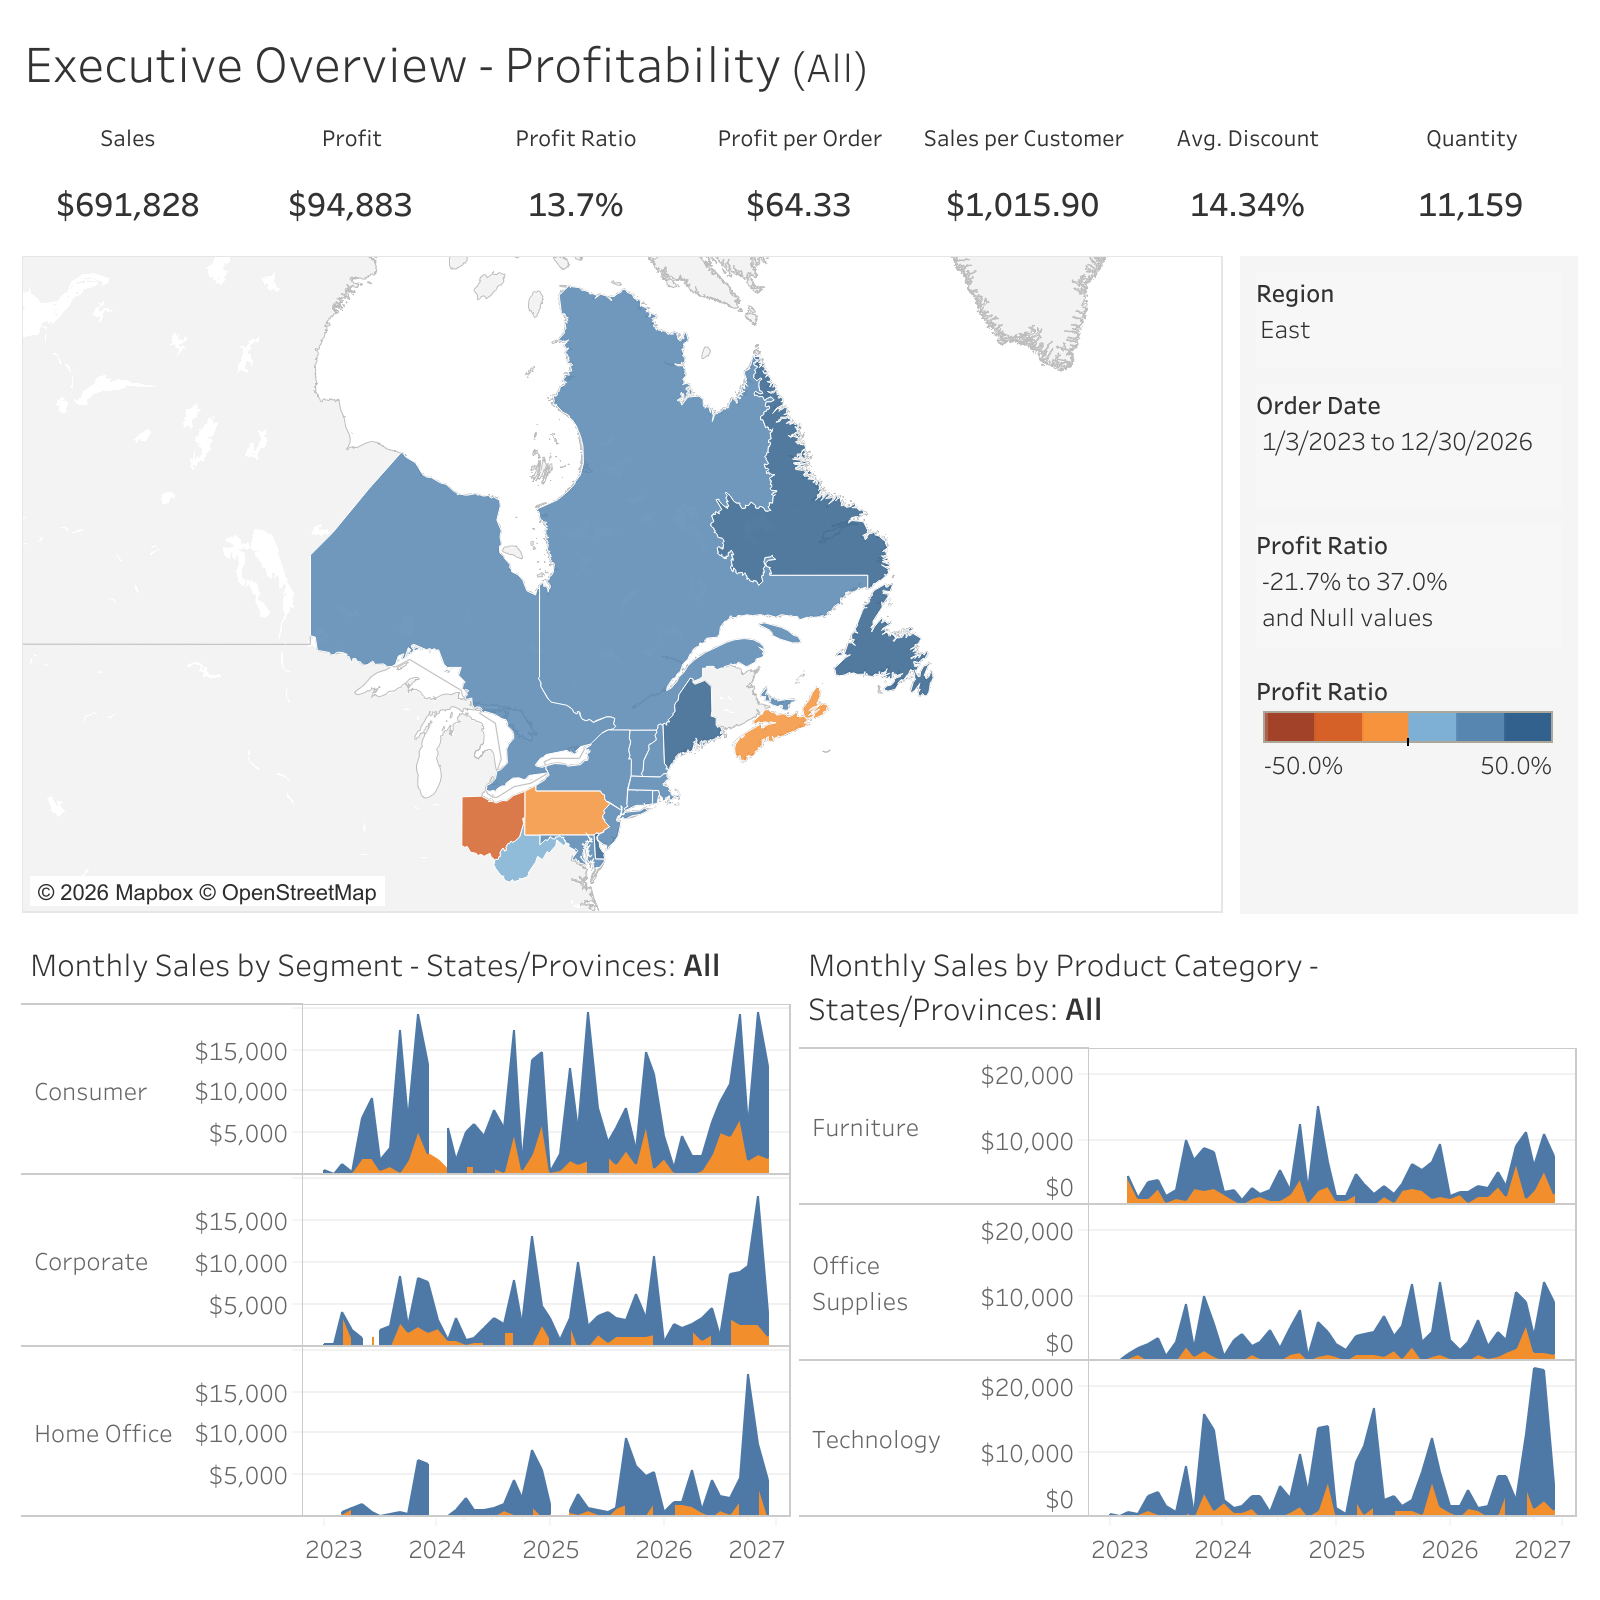 Executive Overview - Profitability (All)
Sales Profit Profit Ratio Profit per Order Sales per Customer Avg. Discount Quantity
$691,828 $94,883 13.7% $64.33 $1,015.90 14.34% 11,159
Region
East
Order Date
1/3/2023 to 12/30/2026
Profit Ratio
-21.7% to 37.0%
and Null values
Profit Ratio
-50.0% 50.0%
© 2026 Mapbox © OpenStreetMap
Monthly Sales by Segment - States/Provinces: All
Consumer
$15,000
$10,000
$5,000
Corporate
$15,000
$10,000
$5,000
Home Office
$15,000
$10,000
$5,000
2023 2024 2025 2026 2027
Monthly Sales by Product Category -
States/Provinces: All
Furniture
$20,000
$10,000
$0
Office
Supplies
$20,000
$10,000
$0
Technology
$20,000
$10,000
$0
2023 2024 2025 2026 2027